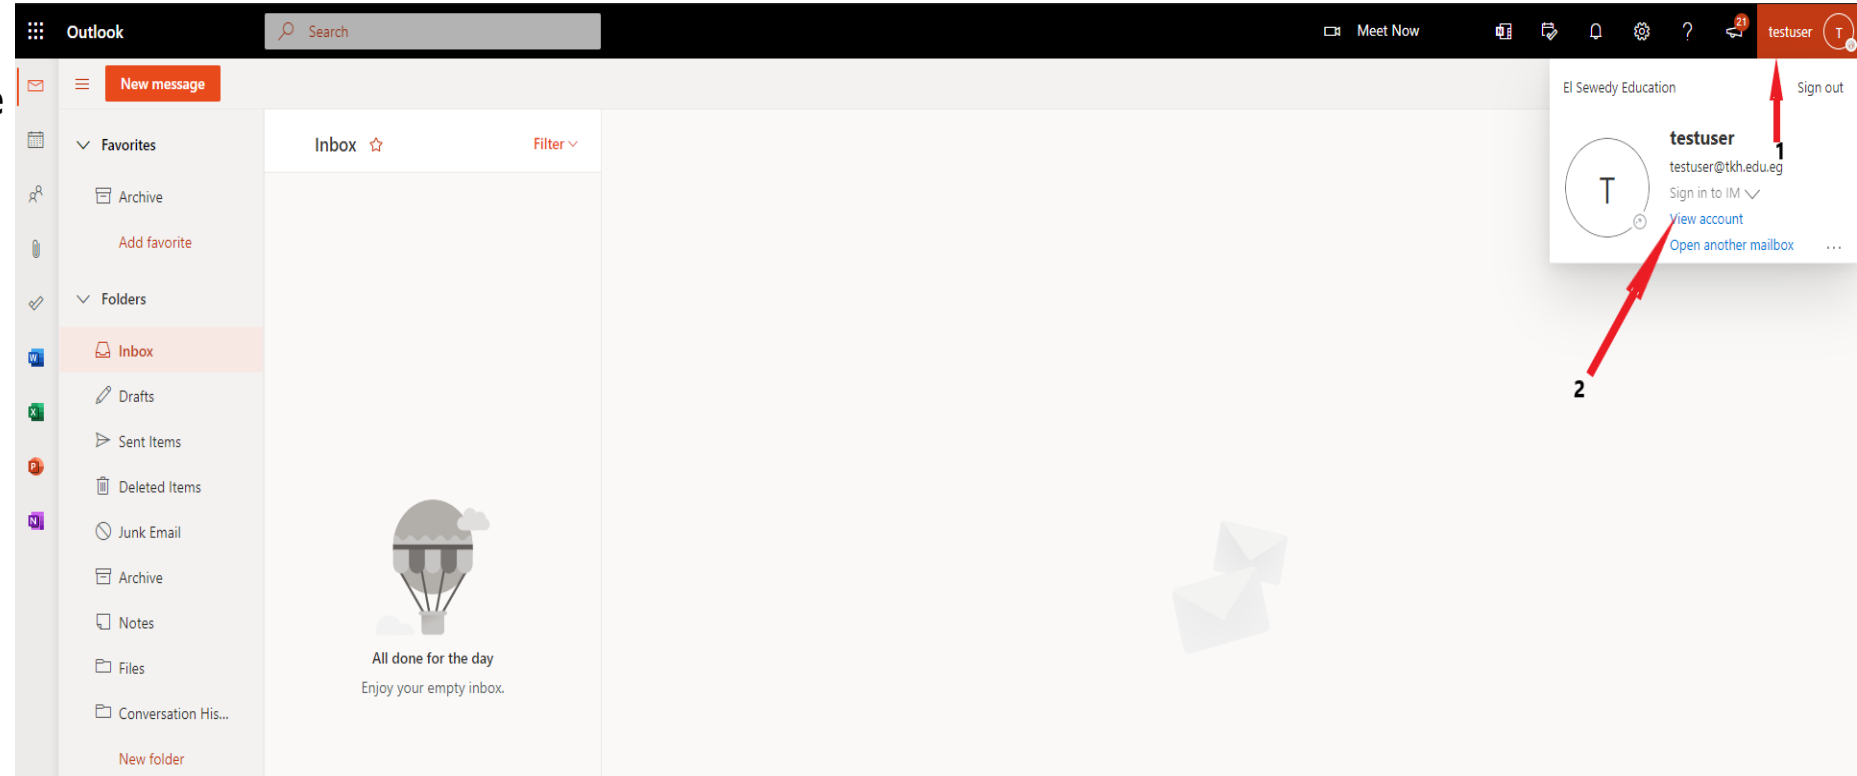 Outlook
Search
Meet Now
21
testuser
T
e
New message
El Sewedy Education
Sign out
Favorites
Inbox
Filter
testuser
1
testuser@tkh.edu.eg
T
Sign in to IM
Archive
View account
Add favorite
Open another mailbox
...
Folders
Inbox
W
2
Drafts
X
Sent Items
P
Deleted Items
N
Junk Email
Archive
Notes
All done for the day
Files
Enjoy your empty inbox.
Conversation His...
New folder